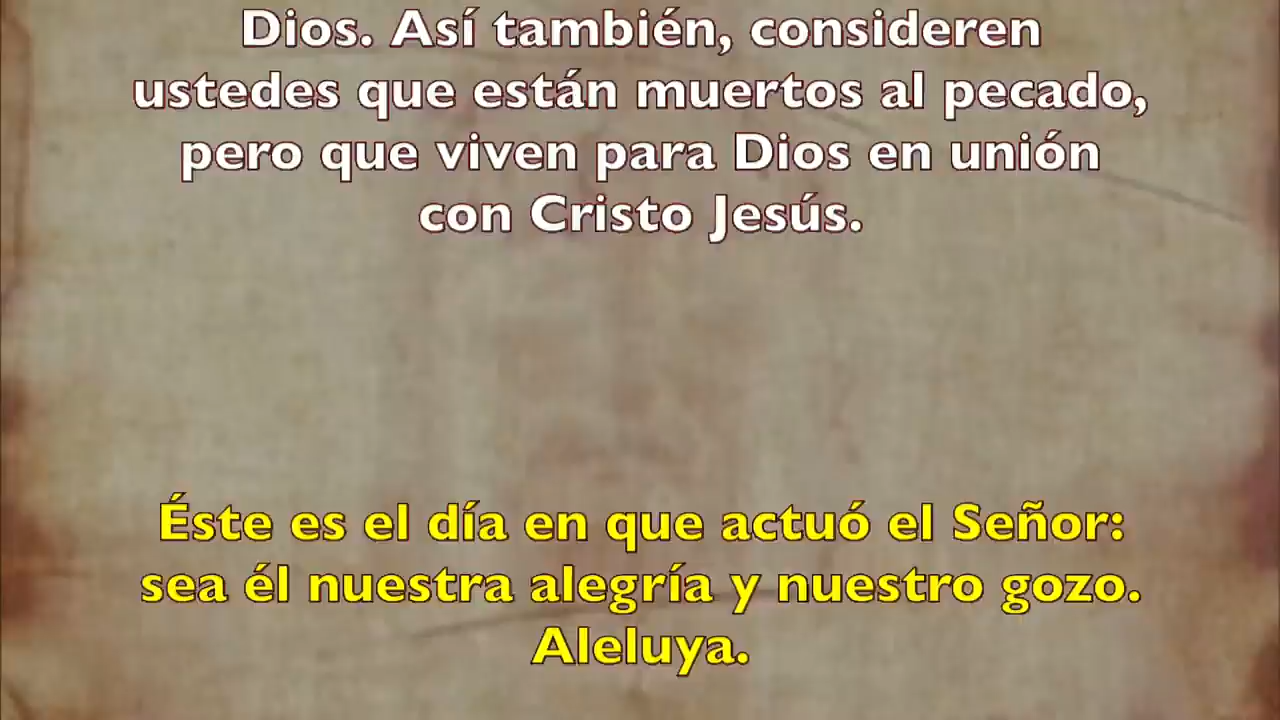 Dios. Así también, consideren
ustedes que están muertos al pecado,
pero que viven para Dios en unión
con Cristo Jesús.
Éste es el día en que actuó el Señor:
sea él nuestra alegría y nuestro gozo.
Aleluya.